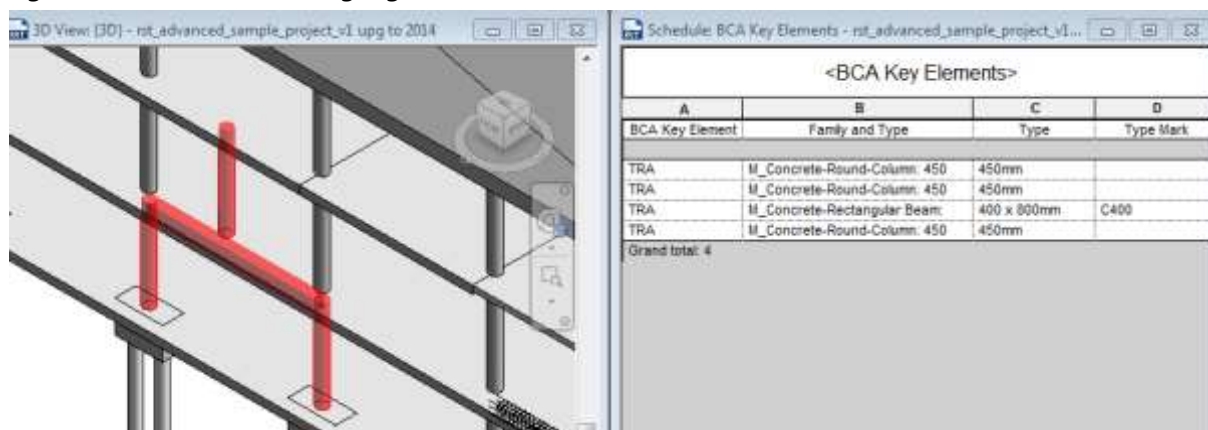 3D View: {3D} - rst_advanced_sample_project_v1 upg to 2014
Schedule: BCA Key Elements - rst_advanced_sample_project_v1...
<BCA Key Elements>
A B C D
BCA Key Element Family and Type Type Type Mark
TRA M_Concrete-Round-Column: 450 450mm
TRA M_Concrete-Round-Column: 450 450mm
TRA M_Concrete-Rectangular Beam: 400 x 800mm C400
TRA M_Concrete-Round-Column: 450 450mm
Grand total: 4